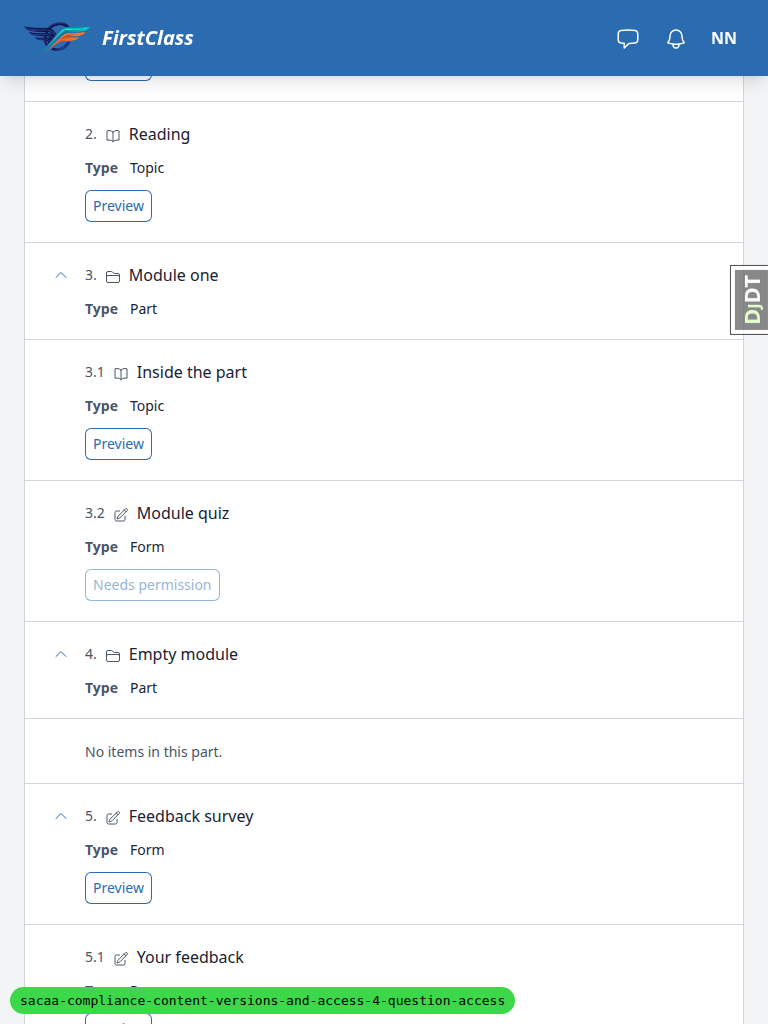 FirstClass
NN
2. Reading
Type Topic
Preview
3. Module one
Type Part
DjDT
3.1 Inside the part
Type Topic
Preview
3.2 Module quiz
Type Form
Needs permission
4. Empty module
Type Part
No items in this part.
5. Feedback survey
Type Form
Preview
5.1 Your feedback
sacaa-compliance-content-versions-and-access-4-question-access